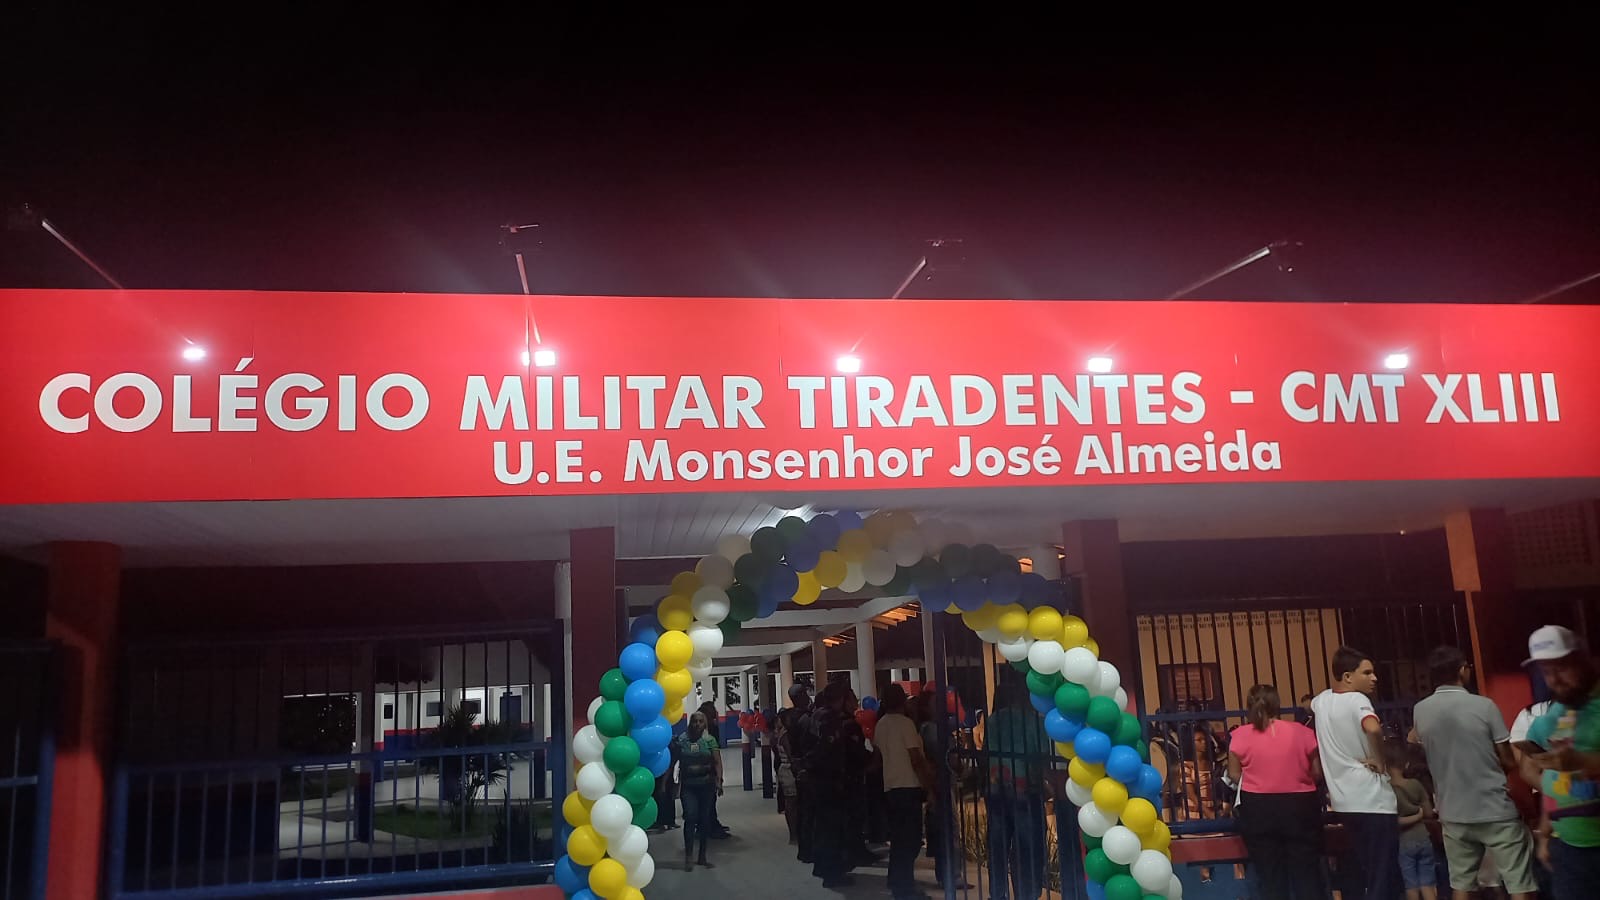 COLÉGIO MILITAR TIRADENTES - CMT XLIII
U.E. Monsenhor José Almeida